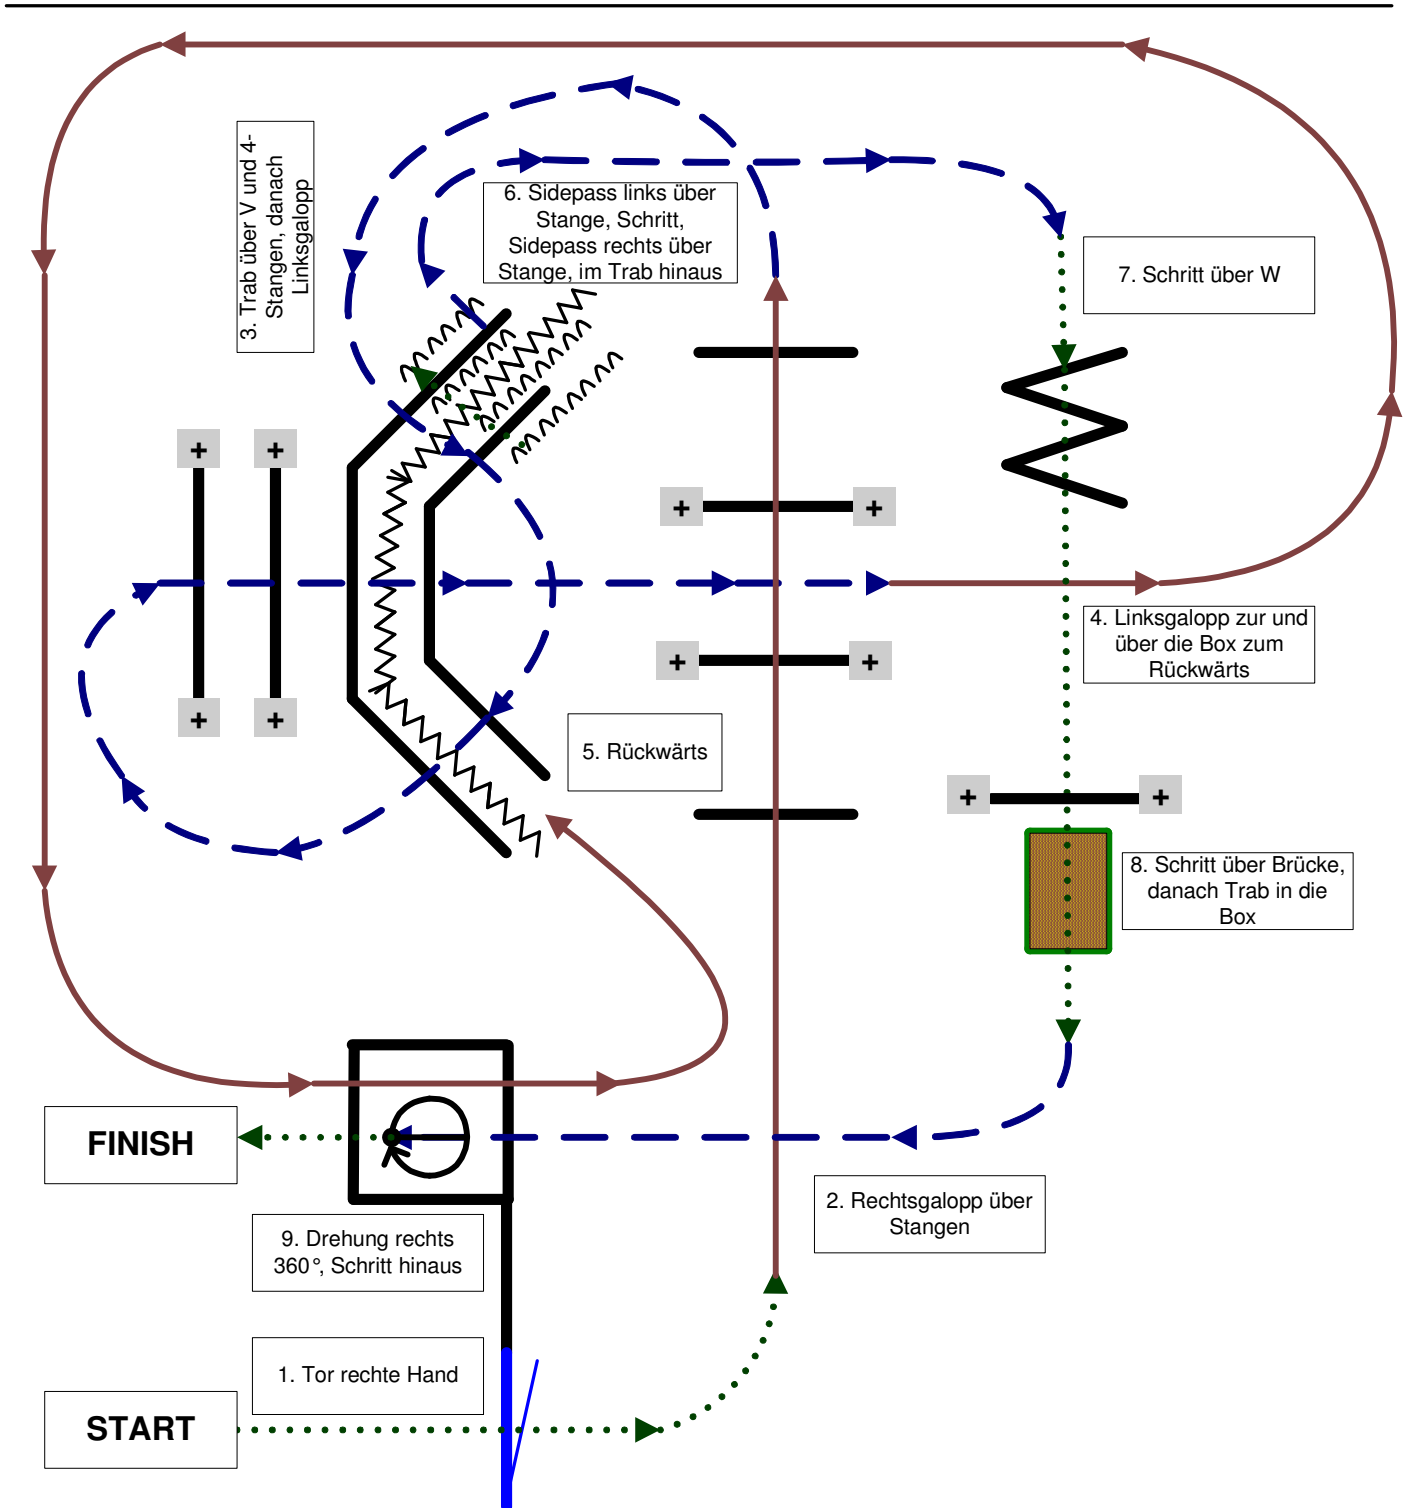 3. Trab über V und 4-
Stangen, danach
Linksgalopp
6. Sidepass links über
Stange, Schritt,
Sidepass rechts über
Stange, im Trab hinaus
7. Schritt über W
+ +
+ +
+ +
4. Linksgalopp zur und
über die Box zum
Rückwärts
+ +
5. Rückwärts
+ +
8. Schritt über Brücke,
danach Trab in die
Box
FINISH
2. Rechtsgalopp über
Stangen
9. Drehung rechts
360°, Schritt hinaus
1. Tor rechte Hand
START